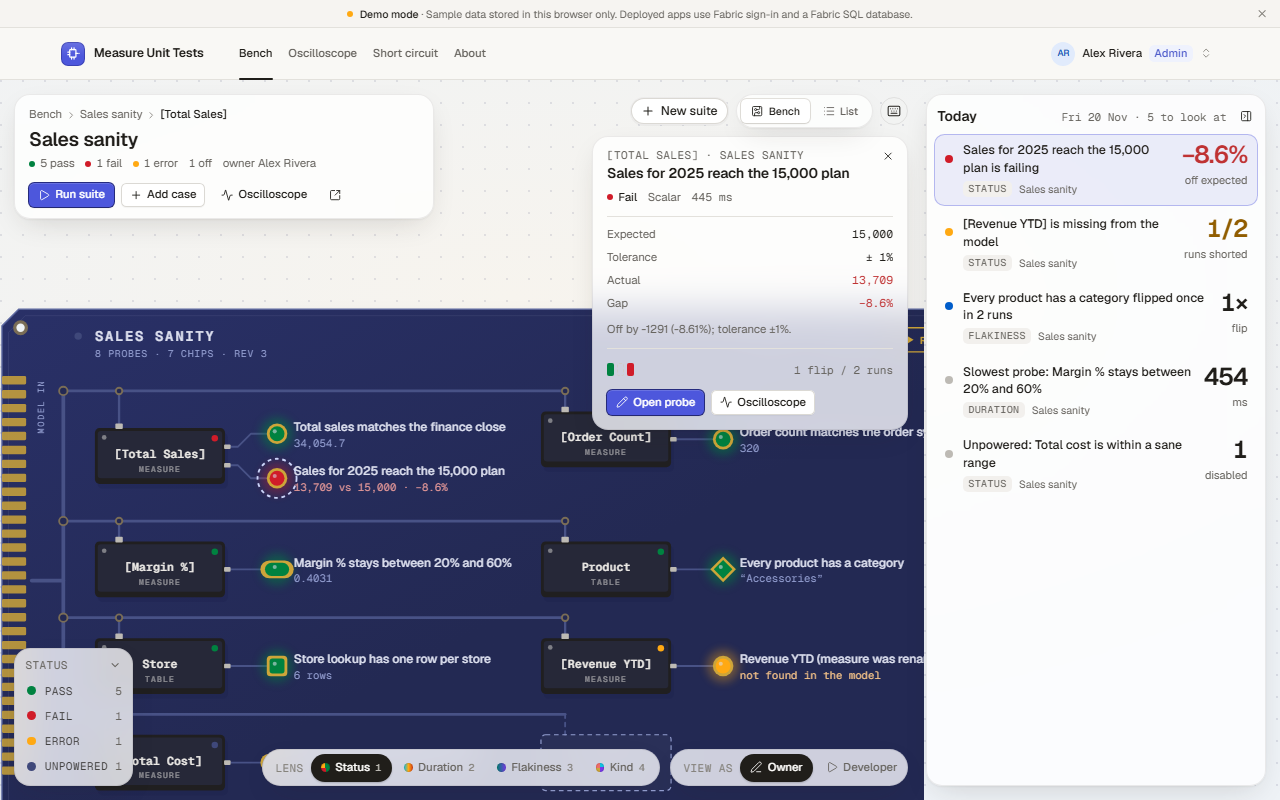 Demo mode · Sample data stored in this browser only. Deployed apps use Fabric sign-in and a Fabric SQL database.
Measure Unit Tests
Bench
Oscilloscope
Short circuit
About
AR
Alex Rivera
Admin
Bench > Sales sanity > [Total Sales]
Sales sanity
5 pass 1 fail 1 error 1 off owner Alex Rivera
Run suite
Add case
Oscilloscope
New suite
Bench
List
[TOTAL SALES] · SALES SANITY
Sales for 2025 reach the 15,000 plan
Fail Scalar 445 ms
Expected 15,000
Tolerance ± 1%
Actual 13,709
Gap −8.6%
Off by -1291 (-8.61%); tolerance ±1%.
1 flip / 2 runs
Open probe
Oscilloscope
Today
Fri 20 Nov · 5 to look at
Sales for 2025 reach the 15,000
plan is failing
STATUS Sales sanity
−8.6%
off expected
[Revenue YTD] is missing from the
model
STATUS Sales sanity
1/2
runs shorted
Every product has a category flipped once
in 2 runs
FLAKINESS Sales sanity
1×
flip
Slowest probe: Margin % stays between
20% and 60%
DURATION Sales sanity
454
ms
Unpowered: Total cost is within a sane
range
STATUS Sales sanity
1
disabled
SALES SANITY
8 PROBES · 7 CHIPS · REV 3
MODEL IN
[Total Sales]
MEASURE
Total sales matches the finance close
34,054.7
Sales for 2025 reach the 15,000 plan
13,709 vs 15,000 · −8.6%
[Order Count]
MEASURE
Order count matches the order s
320
[Margin %]
MEASURE
Margin % stays between 20% and 60%
0.4031
Product
TABLE
Every product has a category
"Accessories"
Store
TABLE
Store lookup has one row per store
6 rows
[Revenue YTD]
MEASURE
Revenue YTD (measure was rena
not found in the model
otal Cost]
MEASURE
STATUS
PASS 5
FAIL 1
ERROR 1
UNPOWERED 1
LENS
Status 1
Duration 2
Flakiness 3
Kind 4
VIEW AS
Owner
Developer